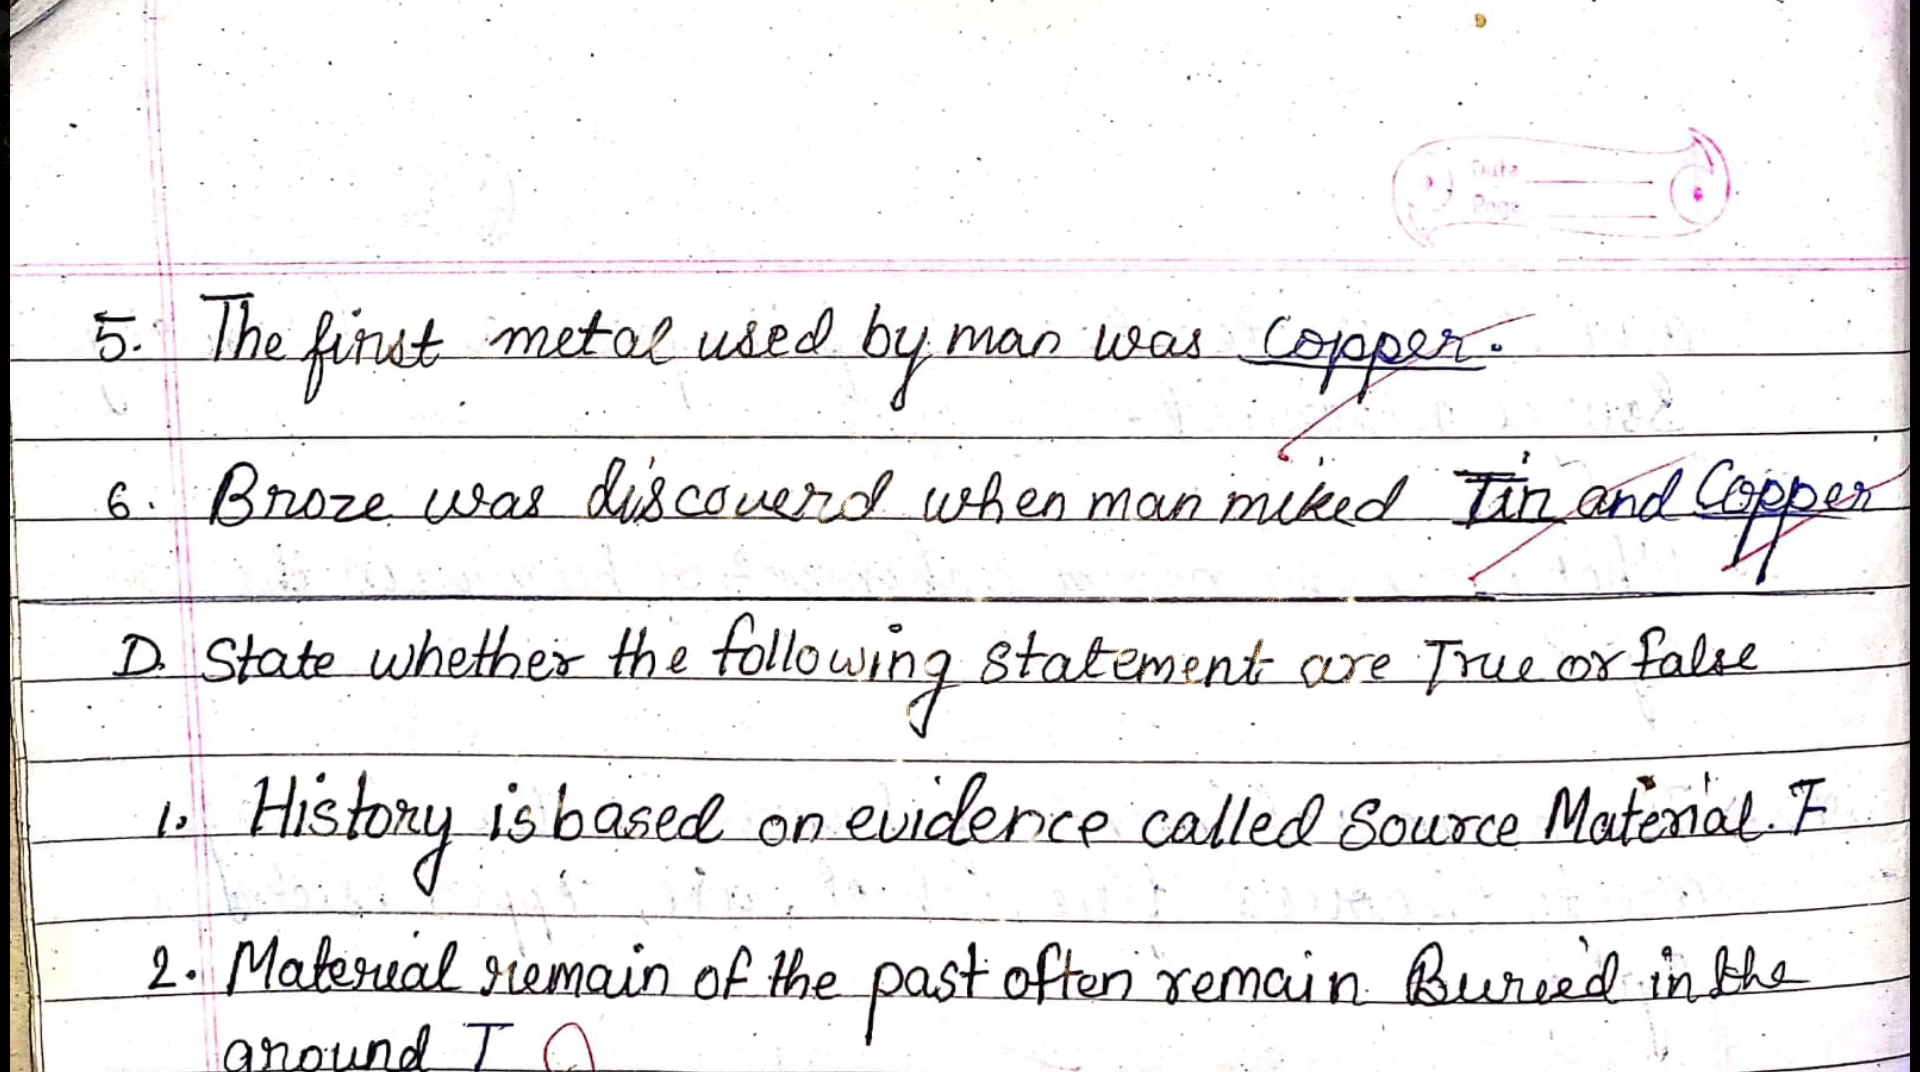 Date
Page
5. The first metal used by man was Copper.
6. Broze was discoverd when man miked Tin and Copper
D. State whether the following statement are True or false
1. History is based on evidence called Source Material. F
2. Material remain of the past often remain Buried in the
ground T